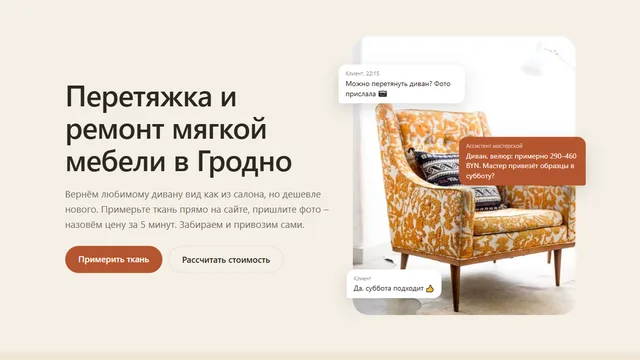 Перетяжка и
ремонт мягкой
мебели в Гродно
Вернём любимому дивану вид как из салона, но дешевле
нового. Примерьте ткань прямо на сайте, пришлите фото –
назовём цену за 5 минут. Забираем и привозим сами.
Примерить ткань
Рассчитать стоимость
Клиент, 22:15
Можно перетянуть диван? Фото
прислала 📷
Ассистент мастерской
Диван, велюр: примерно 290–460
BYN. Мастер привезёт образцы в
субботу?
Клиент
Да, суббота подходит 👍